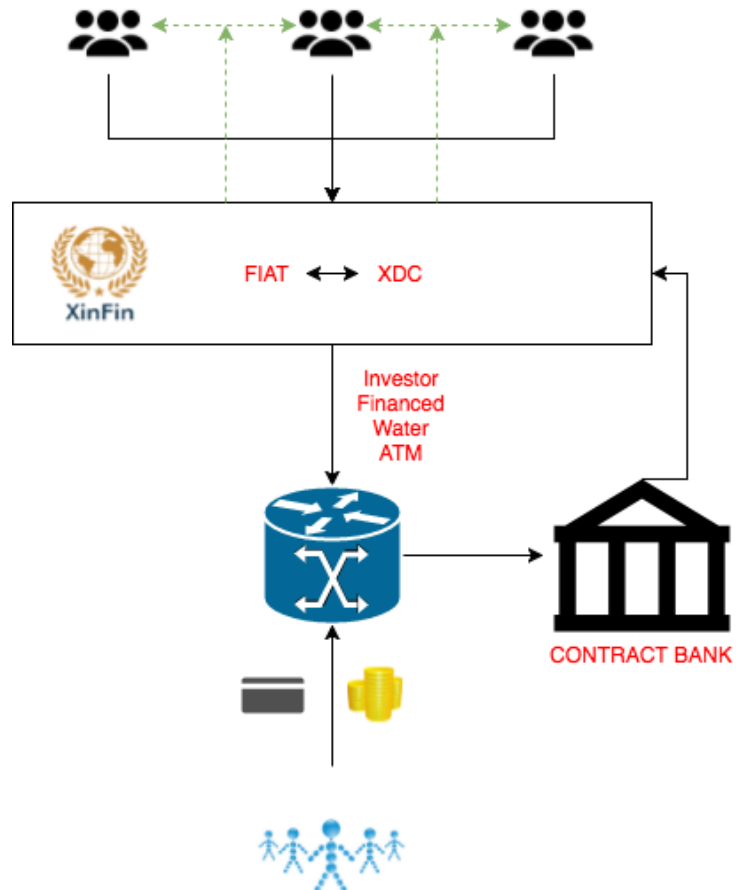 FIAT XDC
XinFin
Investor
Financed
Water
ATM
CONTRACT BANK